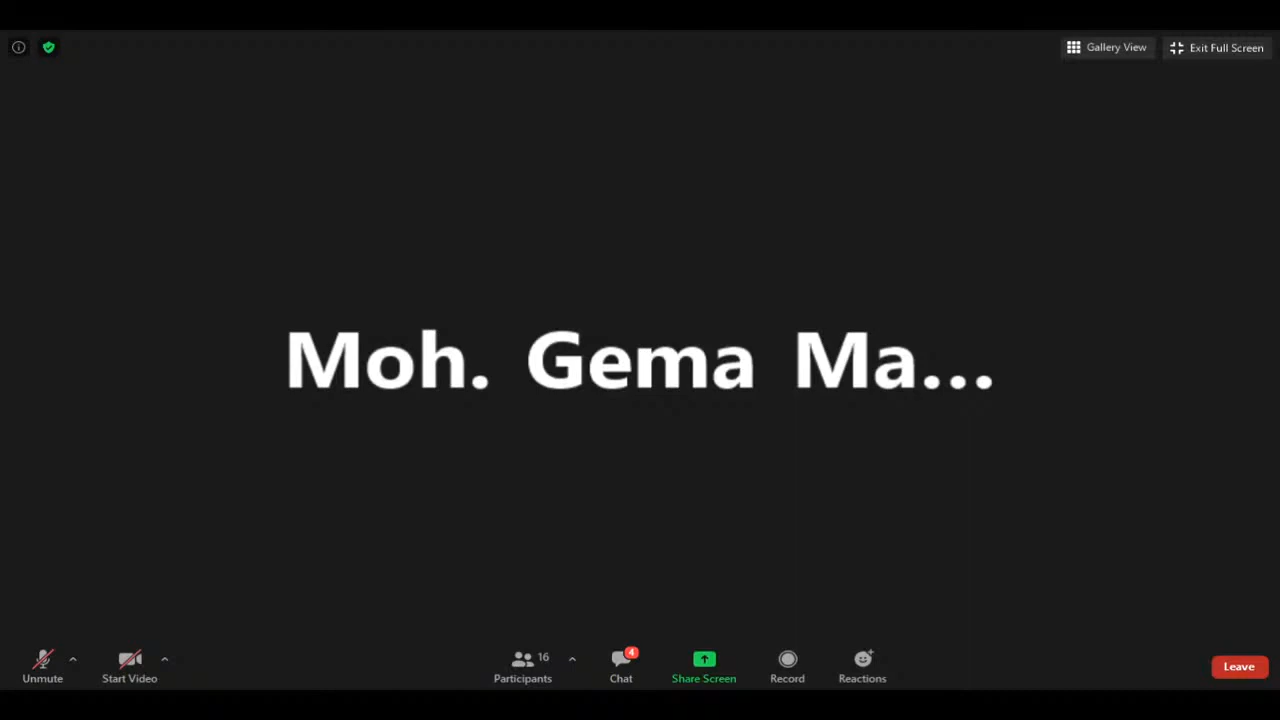 Gallery View
Exit Full Screen
Moh. Gema Ma...
16
4
Unmute
Start Video
Participants
Chat
Share Screen
Record
Reactions
Leave